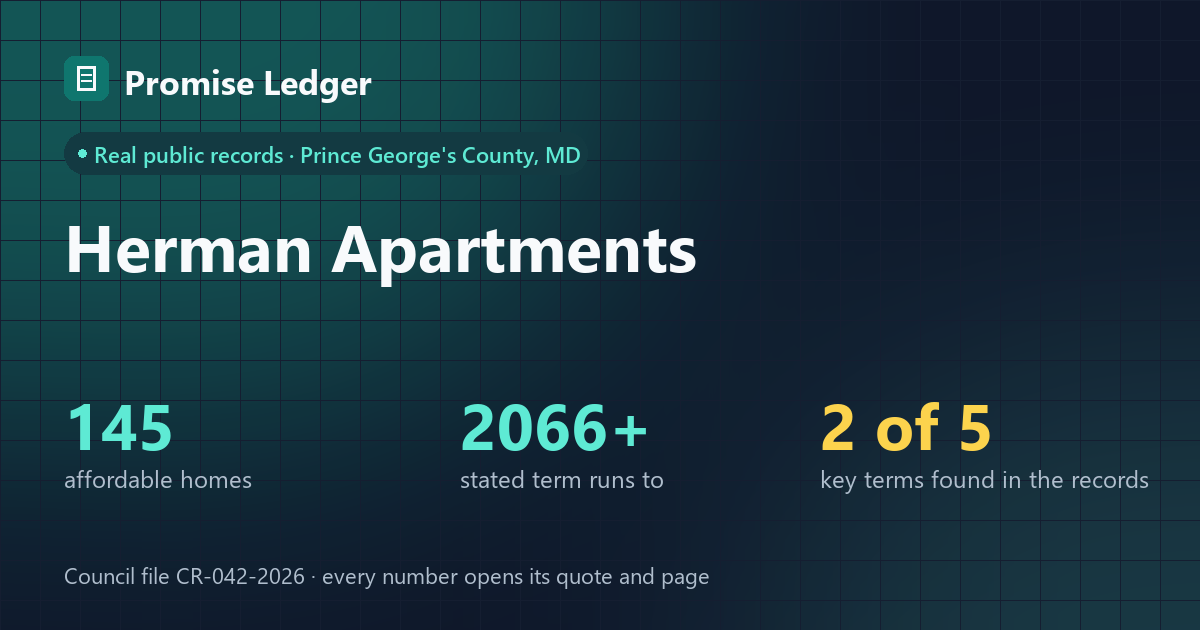 Promise Ledger
Real public records · Prince George's County, MD
Herman Apartments
145
affordable homes
2066+
stated term runs to
2 of 5
key terms found in the records
Council file CR-042-2026 · every number opens its quote and page